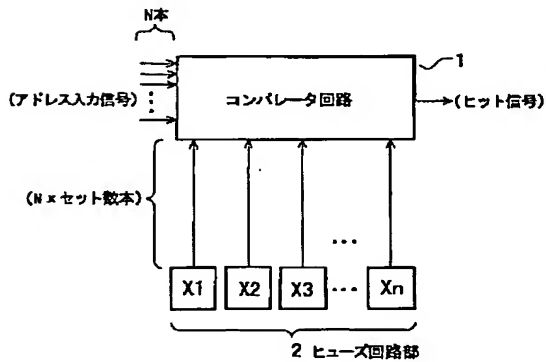 N本
1
(アドレス入力信号)
コンパレータ回路
(ヒット信号)
(N×セット数本)
X1 X2 X3 ・・・ Xn
2 ヒューズ回路部